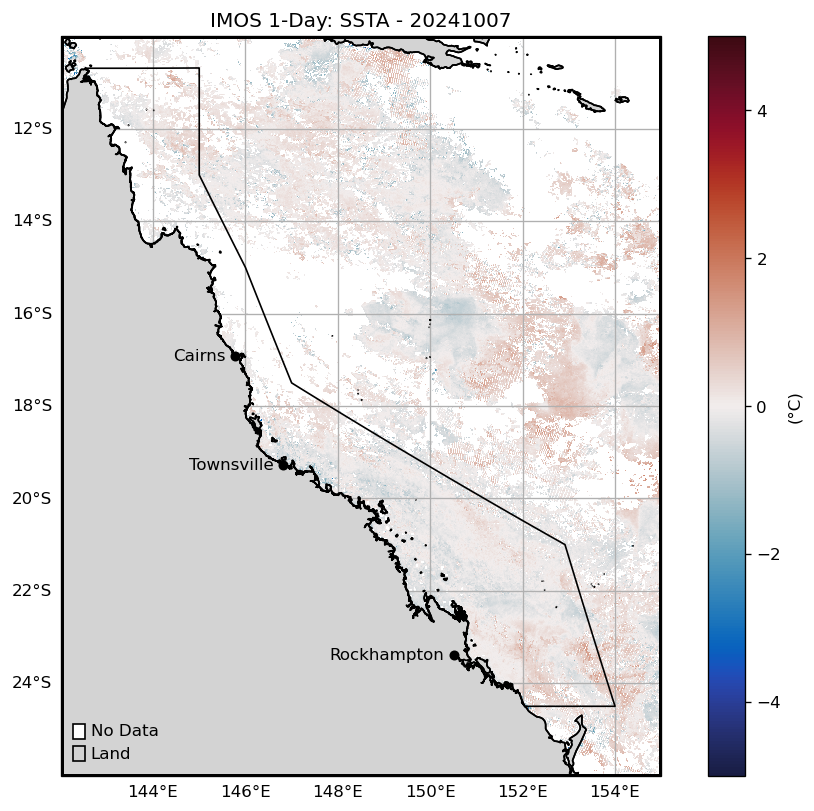 IMOS 1-Day: SSTA - 20241007
12°S
14°S
16°S
18°S
20°S
22°S
24°S
Cairns
Townsville
Rockhampton
No Data
Land
144°E 146°E 148°E 150°E 152°E 154°E
4
2
0
−2
−4
(°C)